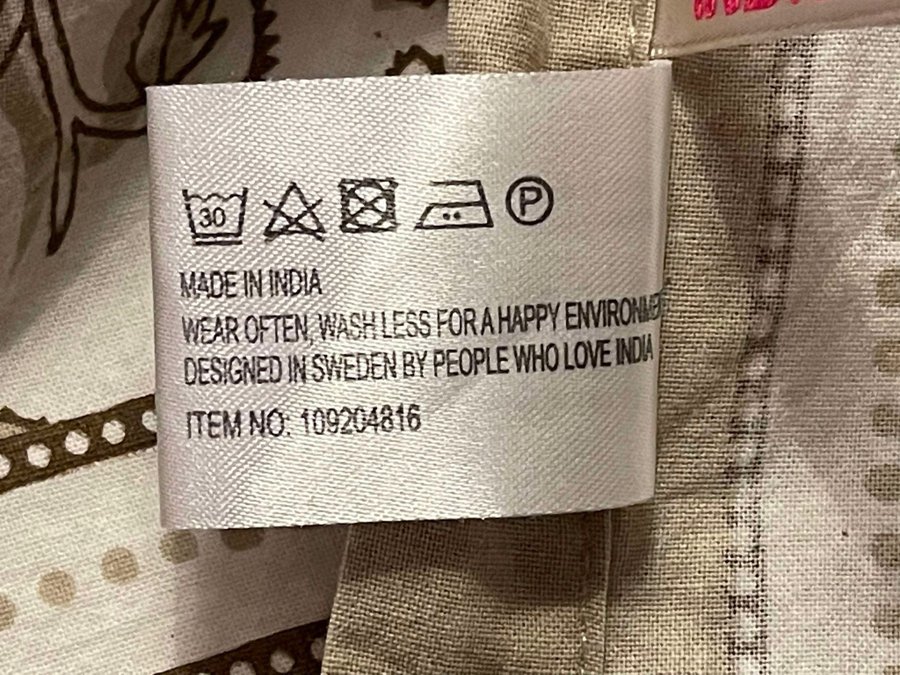 30
P
MADE IN INDIA
WEAR OFTEN, WASH LESS FOR A HAPPY
DESIGNED IN SWEDEN BY PEOPLE WHO LOVE INDIA
ITEM NO: 109204816